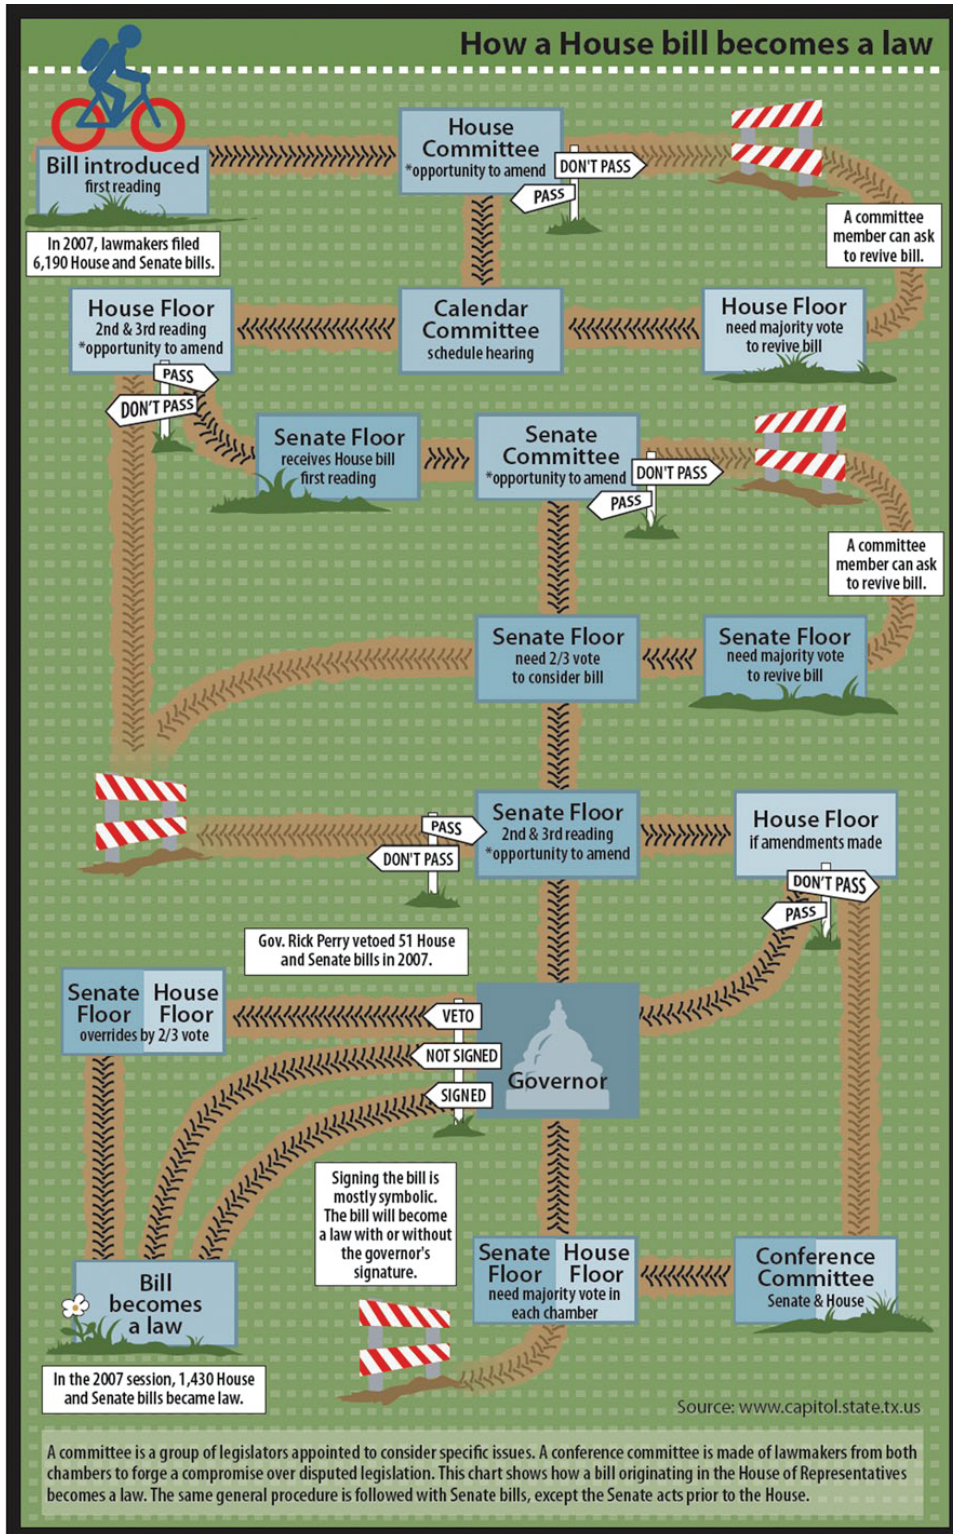 How a House bill becomes a law
Bill introduced
first reading
In 2007, lawmakers filed
6,190 House and Senate bills.
House
Committee
*opportunity to amend
DON'T PASS
PASS
A committee
member can ask
to revive bill.
House Floor
2nd & 3rd reading
*opportunity to amend
PASS
DON'T PASS
Calendar
Committee
schedule hearing
House Floor
need majority vote
to revive bill
Senate Floor
receives House bill
first reading
Senate
Committee
*opportunity to amend
DON'T PASS
PASS
A committee
member can ask
to revive bill.
Senate Floor
need 2/3 vote
to consider bill
Senate Floor
need majority vote
to revive bill
PASS
DON'T PASS
Senate Floor
2nd & 3rd reading
*opportunity to amend
House Floor
if amendments made
DON'T PASS
PASS
Gov. Rick Perry vetoed 51 House
and Senate bills in 2007.
Senate House
Floor Floor
overrides by 2/3 vote
VETO
NOT SIGNED
SIGNED
Governor
Signing the bill is
mostly symbolic.
The bill will become
a law with or without
the governor's
signature.
Bill
becomes
a law
Senate House
Floor Floor
need majority vote in
each chamber
Conference
Committee
Senate & House
In the 2007 session, 1,430 House
and Senate bills became law.
Source: www.capitol.state.tx.us
A committee is a group of legislators appointed to consider specific issues. A conference committee is made of lawmakers from both
chambers to forge a compromise over disputed legislation. This chart shows how a bill originating in the House of Representatives
becomes a law. The same general procedure is followed with Senate bills, except the Senate acts prior to the House.